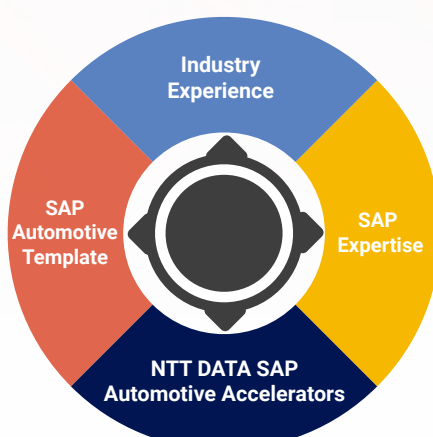 Industry
Experience
SAP
Automotive
Template
SAP
Expertise
NTT DATA SAP
Automotive Accelerators